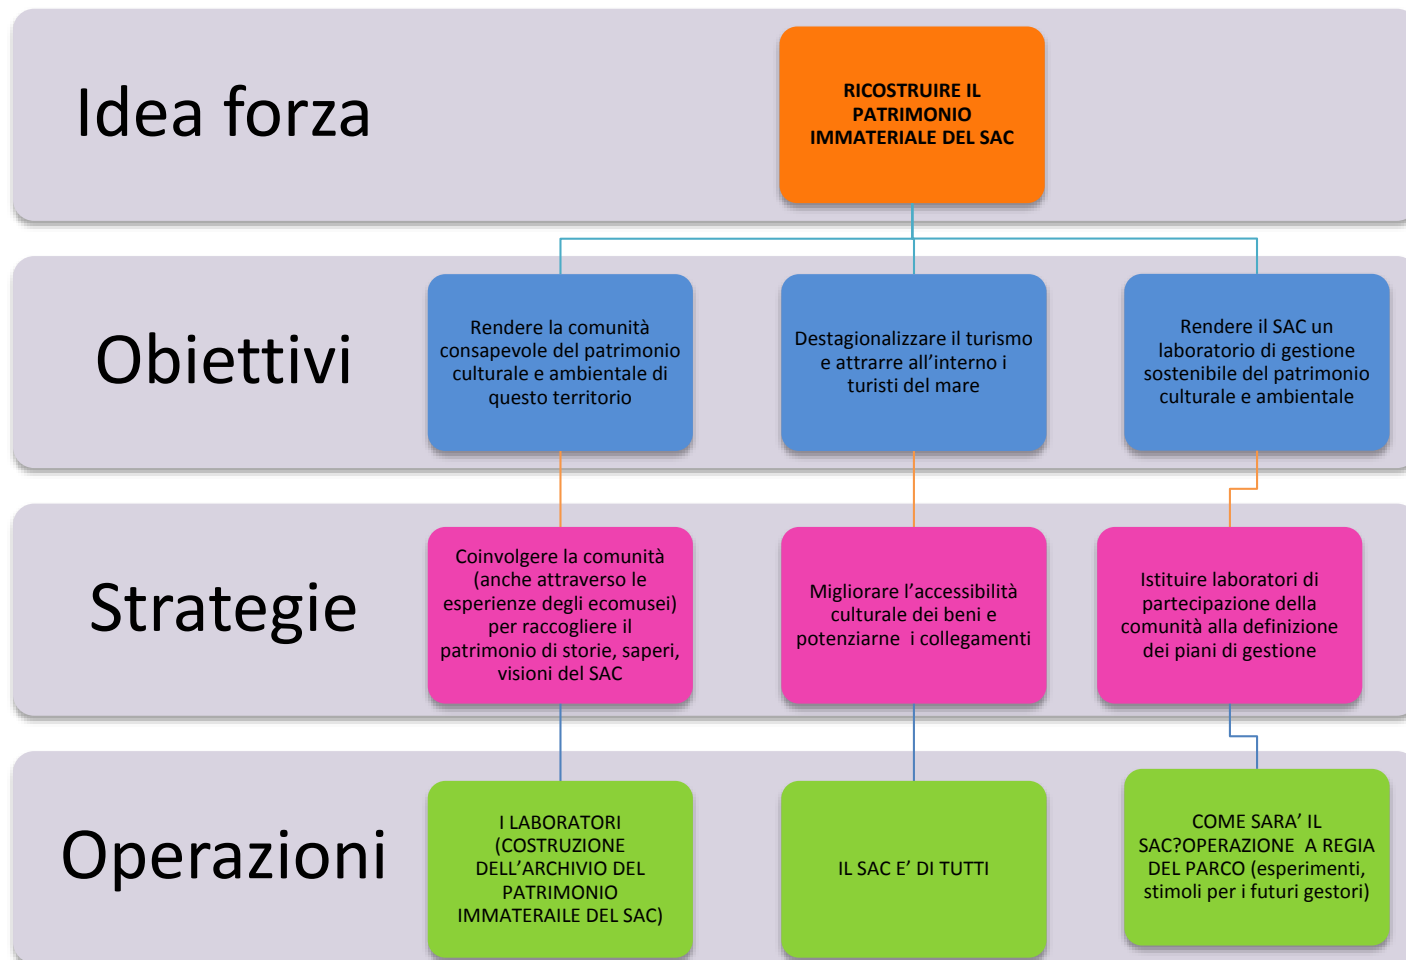 Idea forza
RICOSTRUIRE IL
PATRIMONIO
IMMATERIALE DEL SAC
Obiettivi
Rendere la comunità
consapevole del patrimonio
culturale e ambientale di
questo territorio
Destagionalizzare il turismo
e attrarre all’interno i
turisti del mare
Rendere il SAC un
laboratorio di gestione
sostenibile del patrimonio
culturale e ambientale
Strategie
Coinvolgere la comunità
(anche attraverso le
esperienze degli ecomusei)
per raccogliere il
patrimonio di storie, saperi,
visioni del SAC
Migliorare l’accessibilità
culturale dei beni e
potenziarne  i collegamenti
Istituire laboratori di
partecipazione della
comunità alla definizione
dei piani di gestione
Operazioni
I LABORATORI
(COSTRUZIONE
DELL’ARCHIVIO DEL
PATRIMONIO
IMMATERAILE DEL SAC)
IL SAC E’ DI TUTTI
COME SARA’ IL
SAC?OPERAZIONE  A REGIA
DEL PARCO (esperimenti,
stimoli per i futuri gestori)